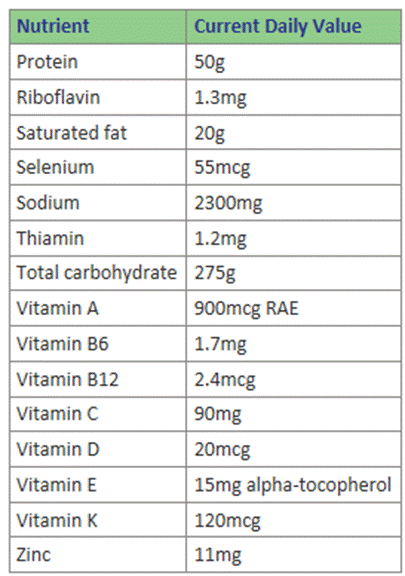 Nutrient Current Daily Value
Protein 50g
Riboflavin 1.3mg
Saturated fat 20g
Selenium 55mcg
Sodium 2300mg
Thiamin 1.2mg
Total carbohydrate 275g
Vitamin A 900mcg RAE
Vitamin B6 1.7mg
Vitamin B12 2.4mcg
Vitamin C 90mg
Vitamin D 20mcg
Vitamin E 15mg alpha-tocopherol
Vitamin K 120mcg
Zinc 11mg